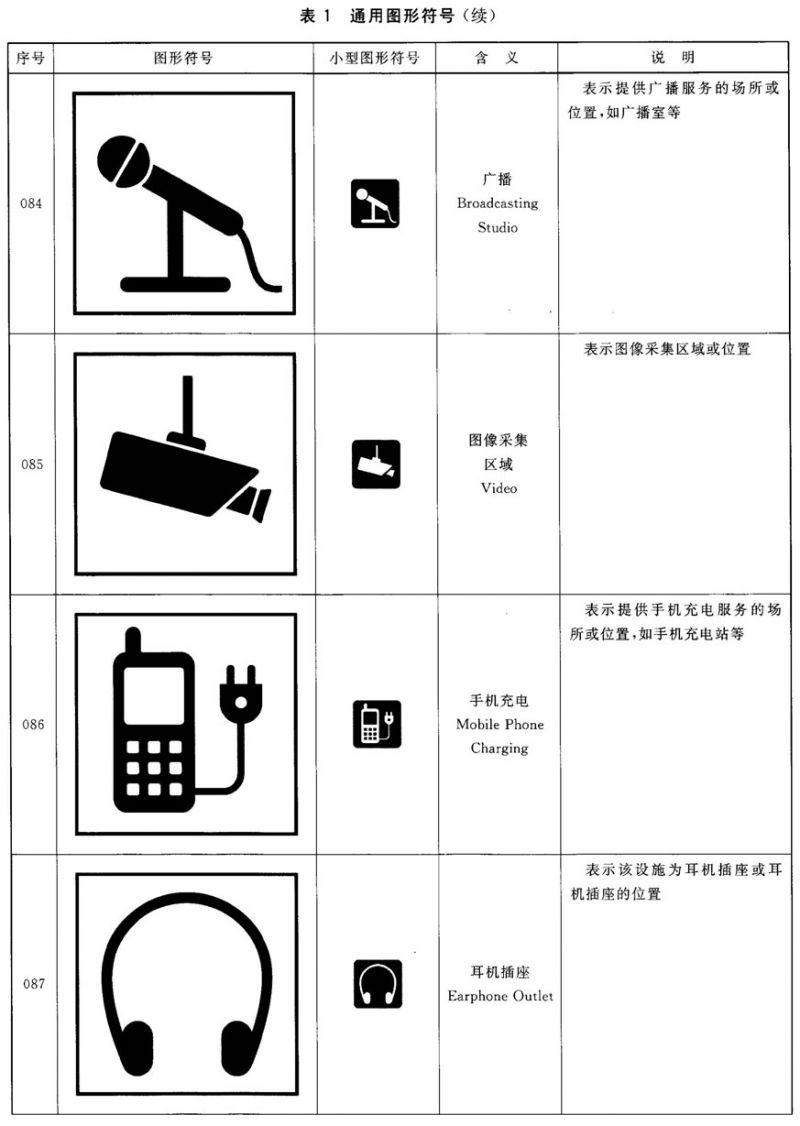 表 1 通用图形符号(续)
序号 图形符号 小型图形符号 含 义 说 明
084
广播
Broadcasting
Studio
表示提供广播服务的场所或
位置,如广播室等
085
图像采集
区域
Video
表示图像采集区域或位置
086
手机充电
Mobile Phone
Charging
表示提供手机充电服务的场
所或位置,如手机充电站等
087
耳机插座
Earphone Outlet
表示该设施为耳机插座或耳
机插座的位置